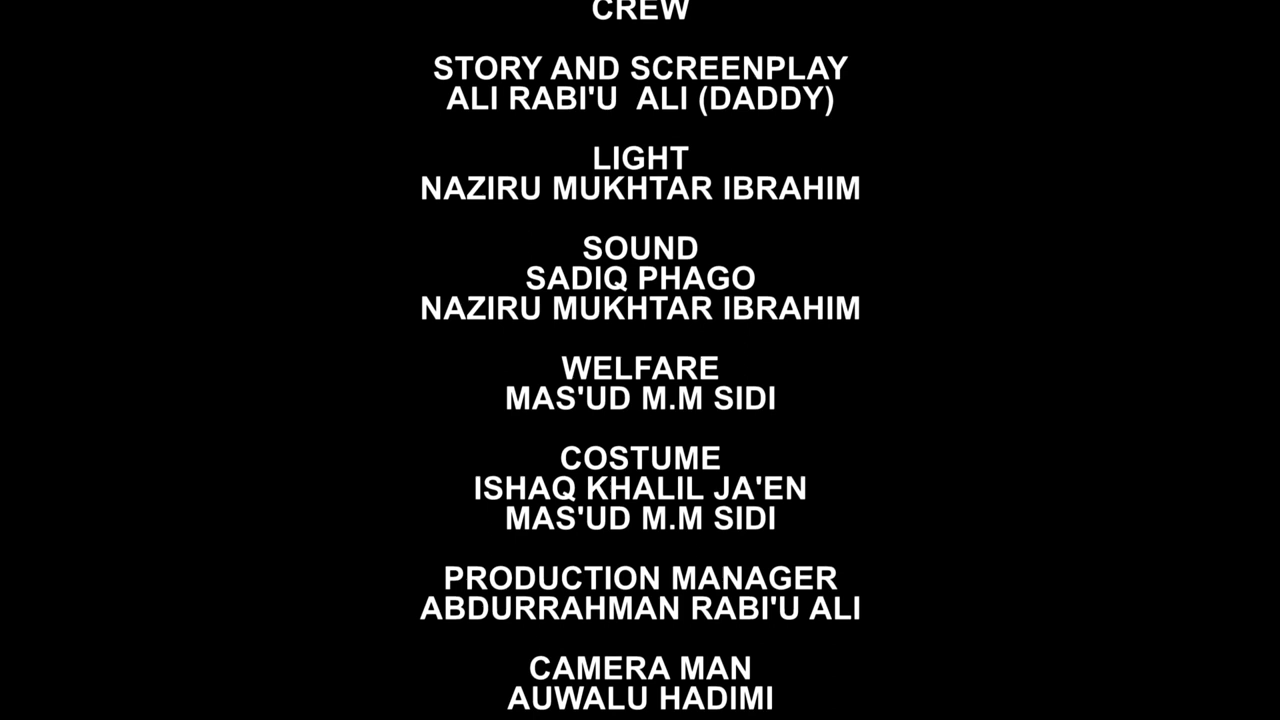 CREW
STORY AND SCREENPLAY
ALI RABI'U  ALI (DADDY)
LIGHT
NAZIRU MUKHTAR IBRAHIM
SOUND
SADIQ PHAGO
NAZIRU MUKHTAR IBRAHIM
WELFARE
MAS'UD M.M SIDI
COSTUME
ISHAQ KHALIL JA'EN
MAS'UD M.M SIDI
PRODUCTION MANAGER
ABDURRAHMAN RABI'U ALI
CAMERA MAN
AUWALU HADIMI